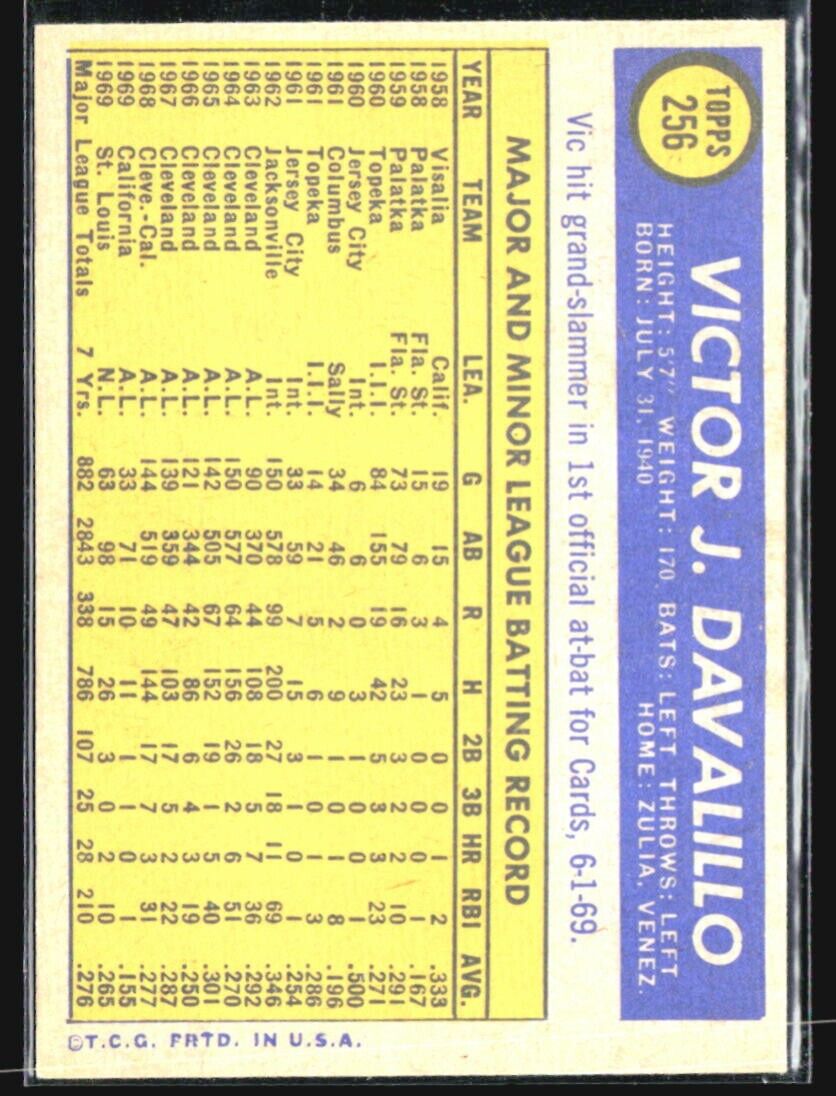 TOPPS
256
VICTOR J. DAVALILLO
HEIGHT: 5'7" WEIGHT: 170 BATS: LEFT THROWS: LEFT
BORN: JULY 31, 1940 HOME: ZULIA, VENEZ.
Vic hit grand-slammer in 1st official at-bat for Cards, 6-1-69.
MAJOR AND MINOR LEAGUE BATTING RECORD
YEAR TEAM LEA. G AB R H 2B 3B HR RBI AVG.
1958 Visalia Calif. 19 15 4 5 0 0 1 2 .333
1958 Palatka Fla. St. 15 6 3 1 0 0 0 1 .167
1959 Palatka Fla. St. 73 79 16 23 3 2 2 10 .291
1960 Topeka I.I.I. 84 155 19 42 5 3 3 23 .271
1960 Jersey City Int. 6 6 0 3 1 0 0 1 .500
1961 Columbus Sally 34 46 2 9 1 0 1 8 .196
1961 Topeka I.I.I. 14 21 5 6 1 0 1 3 .286
1961 Jersey City Int. 33 59 7 15 3 1 0 1 .254
1962 Jacksonville Int. 150 578 99 200 27 18 11 69 .346
1963 Cleveland A.L. 90 370 44 108 18 5 7 36 .292
1964 Cleveland A.L. 150 577 64 156 26 2 6 51 .270
1965 Cleveland A.L. 142 505 67 152 19 1 5 40 .301
1966 Cleveland A.L. 121 344 42 86 6 4 3 19 .250
1967 Cleveland A.L. 139 359 47 103 17 5 2 22 .287
1968 Cleve.-Cal. A.L. 144 519 49 144 17 7 3 31 .277
1969 California A.L. 33 71 10 11 1 1 0 1 .155
1969 St. Louis N.L. 63 98 15 26 3 0 2 10 .265
Major League Totals 7 Yrs. 882 2843 338 786 107 25 28 210 .276
©T.C.G. PRTD. IN U.S.A.